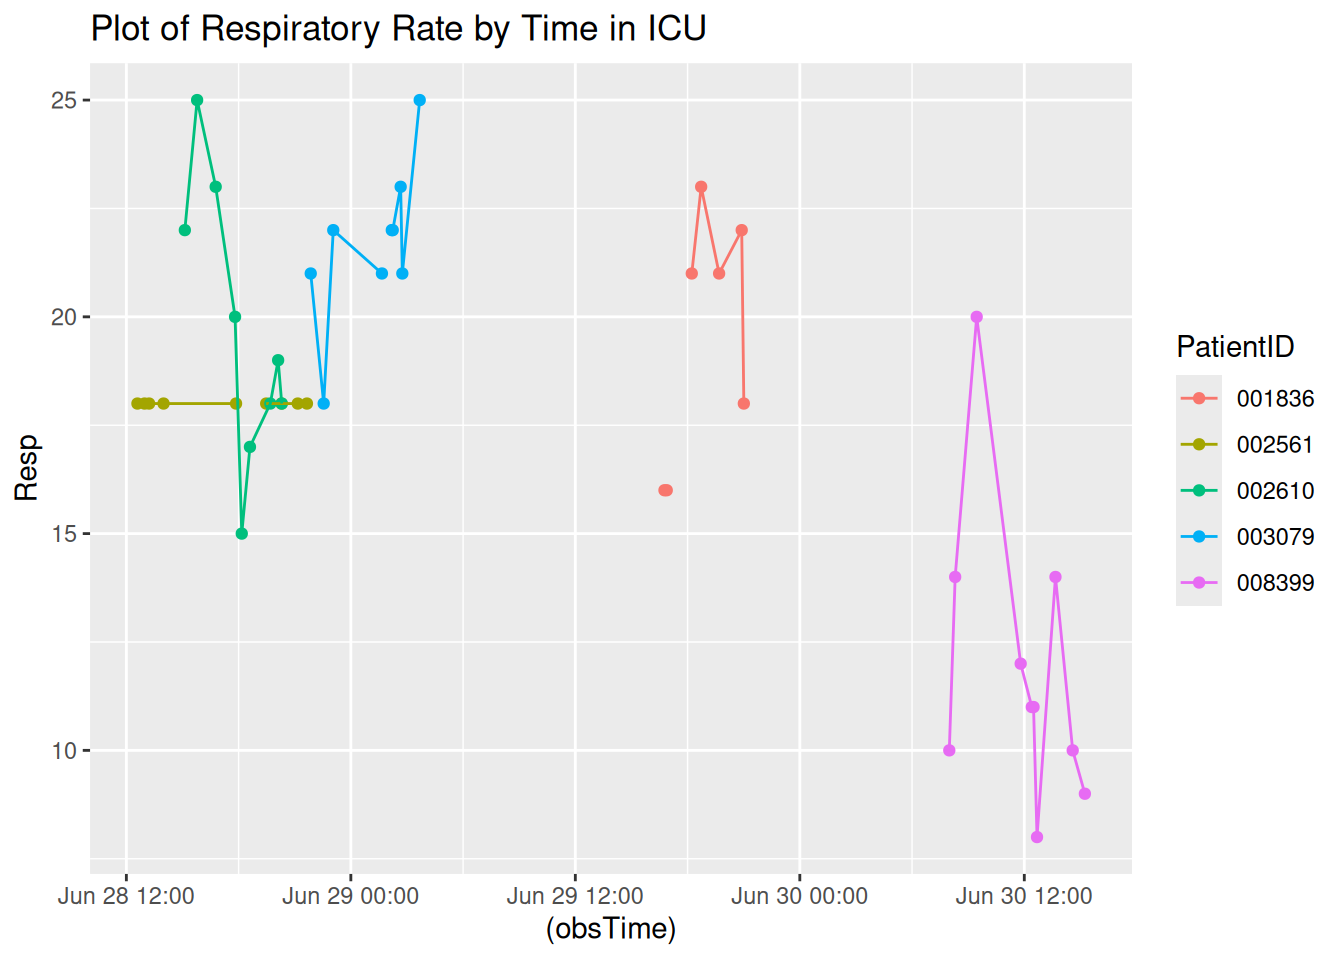 Plot of Respiratory Rate by Time in ICU
25
20
15
10
Resp
Jun 28 12:00
Jun 29 00:00
Jun 29 12:00
Jun 30 00:00
Jun 30 12:00
(obsTime)
PatientID
001836
002561
002610
003079
008399